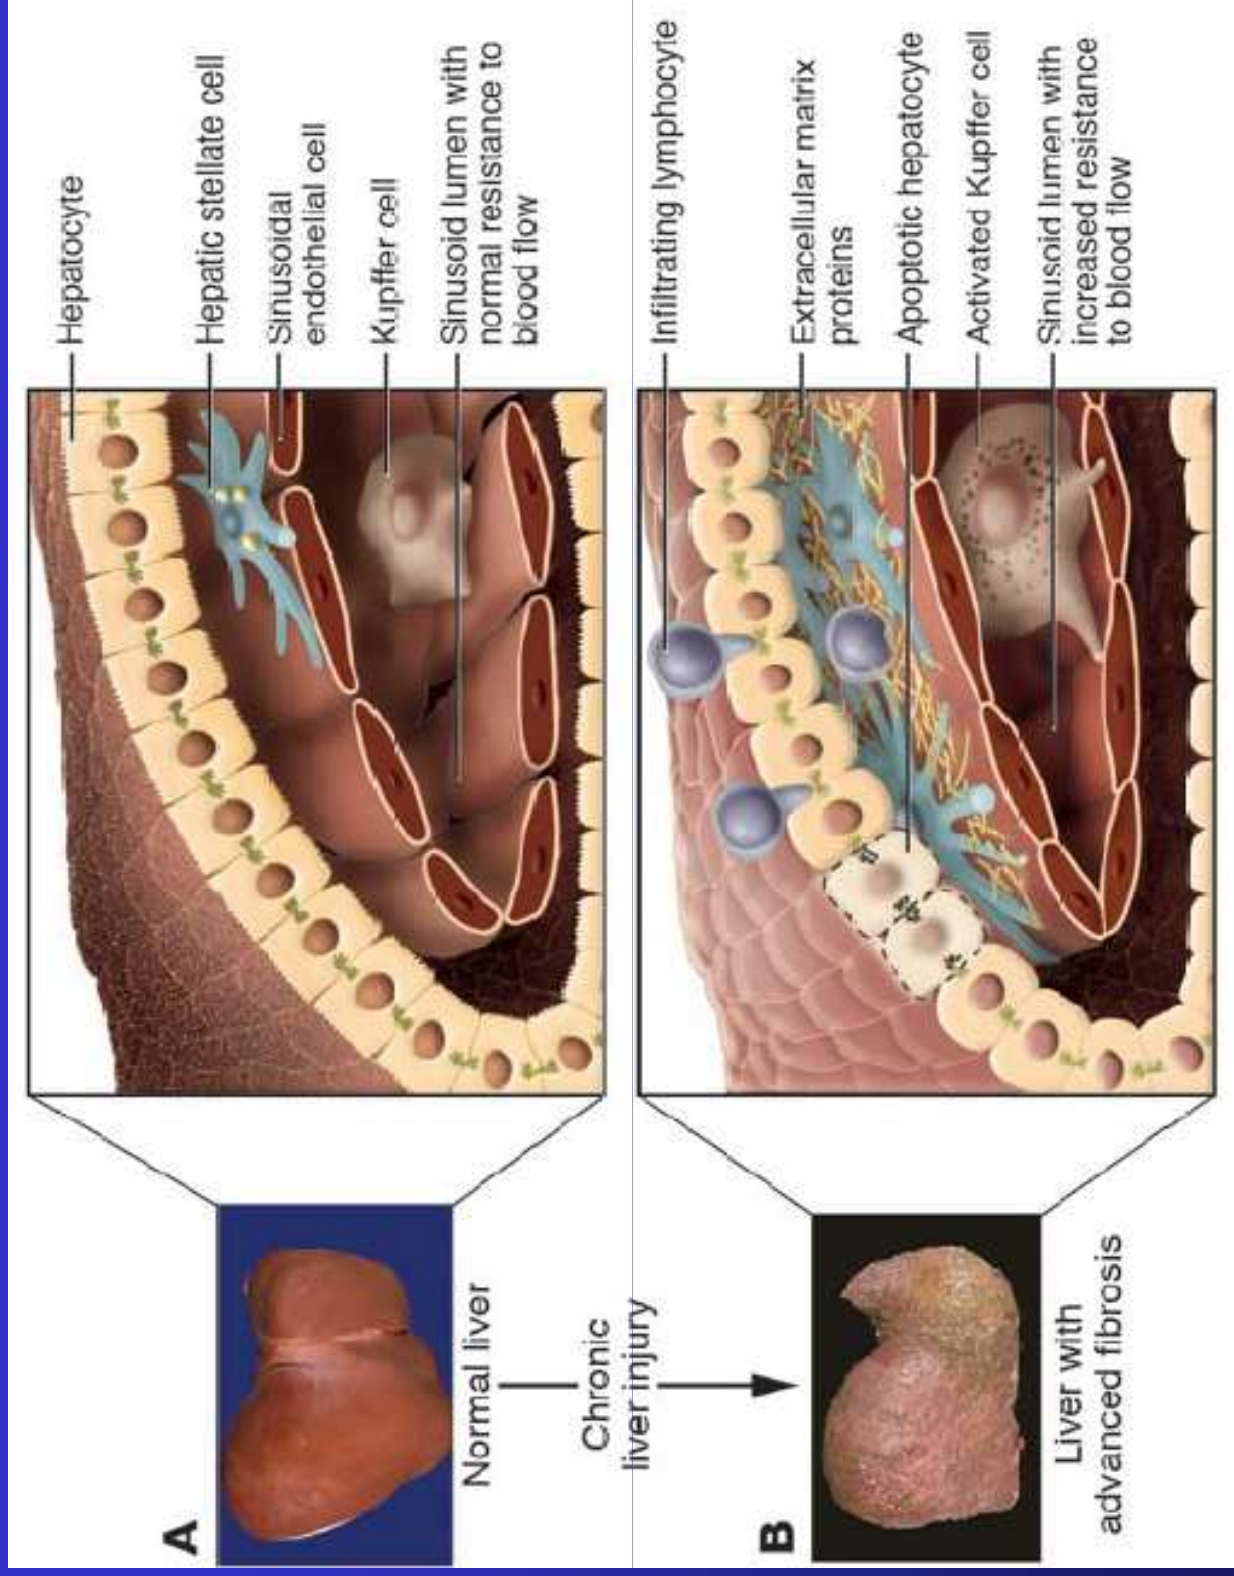 A
Normal liver
Hepatocyte
Hepatic stellate cell
Sinusoidal
endothelial cell
Kupffer cell
Sinusoid lumen with
normal resistance to
blood flow
Chronic
liver injury
B
Liver with
advanced fibrosis
Infiltrating lymphocyte
Extracellular matrix
proteins
Apoptotic hepatocyte
Activated Kupffer cell
Sinusoid lumen with
increased resistance
to blood flow